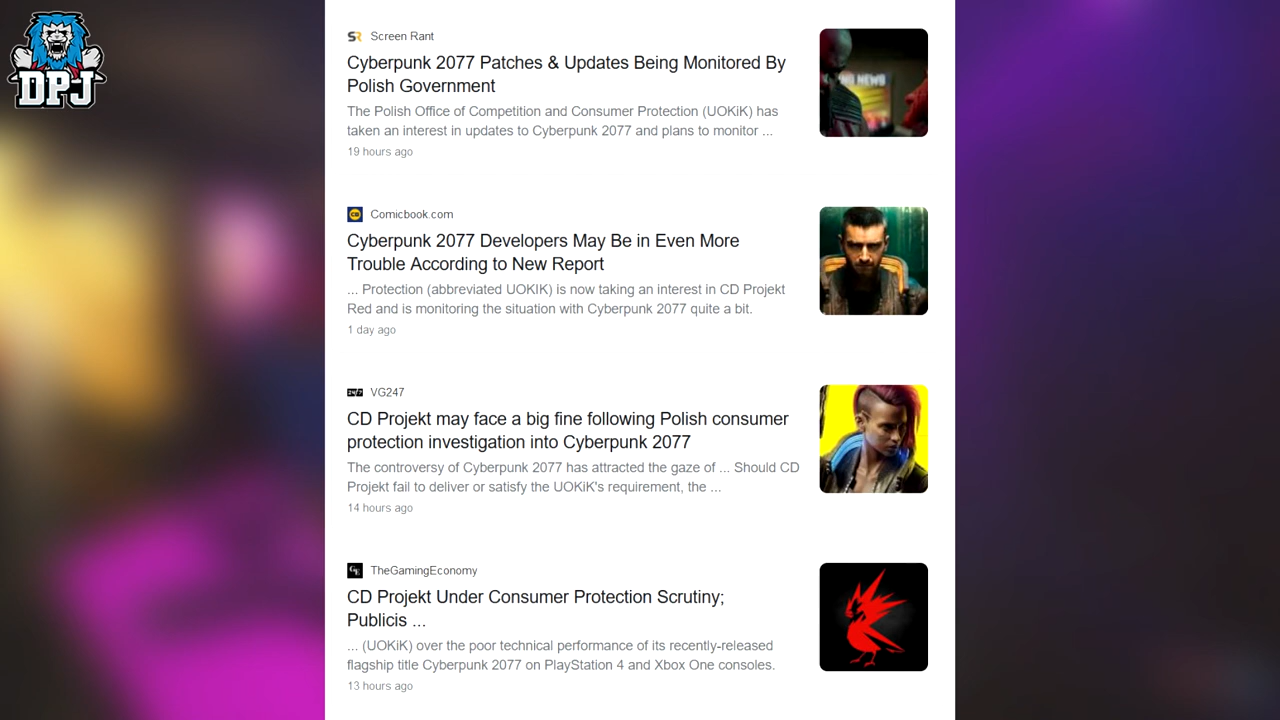 DPJ
SR Screen Rant
Cyberpunk 2077 Patches & Updates Being Monitored By
Polish Government
The Polish Office of Competition and Consumer Protection (UOKiK) has
taken an interest in updates to Cyberpunk 2077 and plans to monitor ...
19 hours ago
CB Comicbook.com
Cyberpunk 2077 Developers May Be in Even More
Trouble According to New Report
... Protection (abbreviated UOKIK) is now taking an interest in CD Projekt
Red and is monitoring the situation with Cyberpunk 2077 quite a bit.
1 day ago
24/7 VG247
CD Projekt may face a big fine following Polish consumer
protection investigation into Cyberpunk 2077
The controversy of Cyberpunk 2077 has attracted the gaze of ... Should CD
Projekt fail to deliver or satisfy the UOKiK's requirement, the ...
14 hours ago
GE TheGamingEconomy
CD Projekt Under Consumer Protection Scrutiny;
Publicis ...
... (UOKiK) over the poor technical performance of its recently-released
flagship title Cyberpunk 2077 on PlayStation 4 and Xbox One consoles.
13 hours ago
NEWS